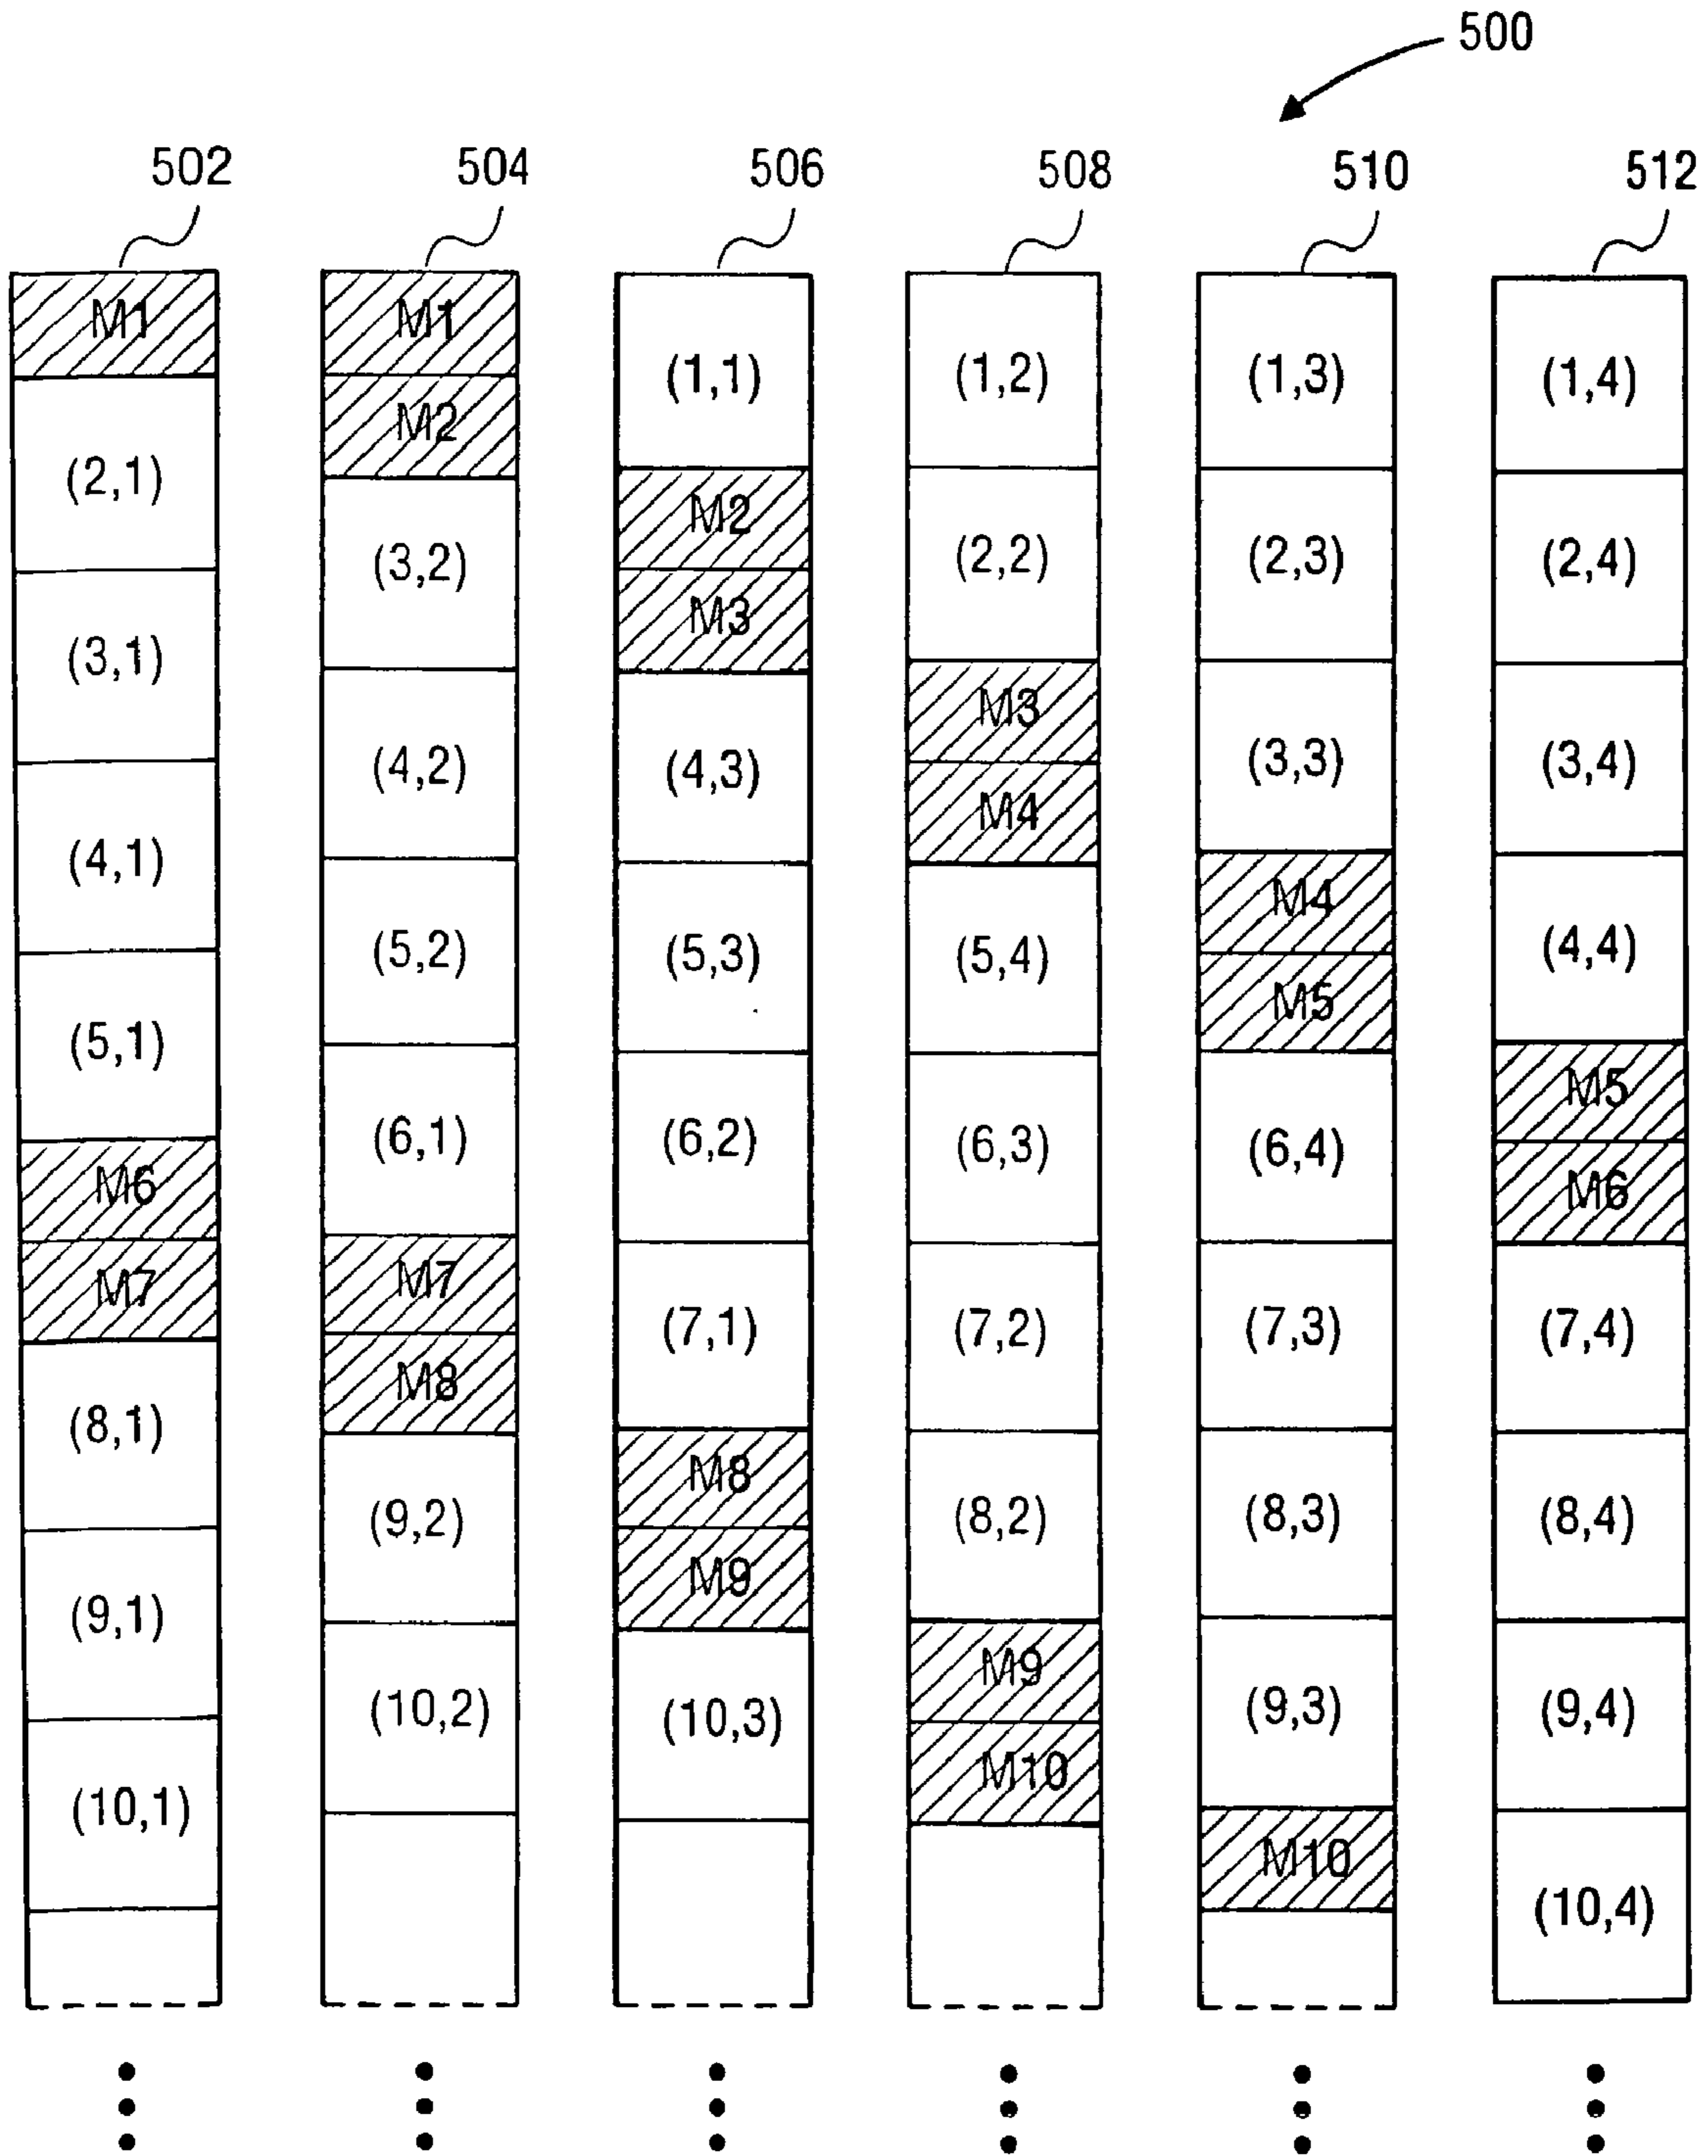 500
502 504 506 508 510 512
M1 M1 (1,1) (1,2) (1,3) (1,4)
(2,1) M2 M2 (2,2) (2,3) (2,4)
(3,1) (3,2) M3 M3 (3,3) (3,4)
(4,1) (4,2) (4,3) M4 M4 (4,4)
(5,1) (5,2) (5,3) (5,4) M5 M5
M6 (6,1) (6,2) (6,3) (6,4) M6
M7 M7 (7,1) (7,2) (7,3) (7,4)
(8,1) M8 M8 (8,2) (8,3) (8,4)
(9,1) (9,2) M9 M9 (9,3) (9,4)
(10,1) (10,2) (10,3) M10 M10 (10,4)